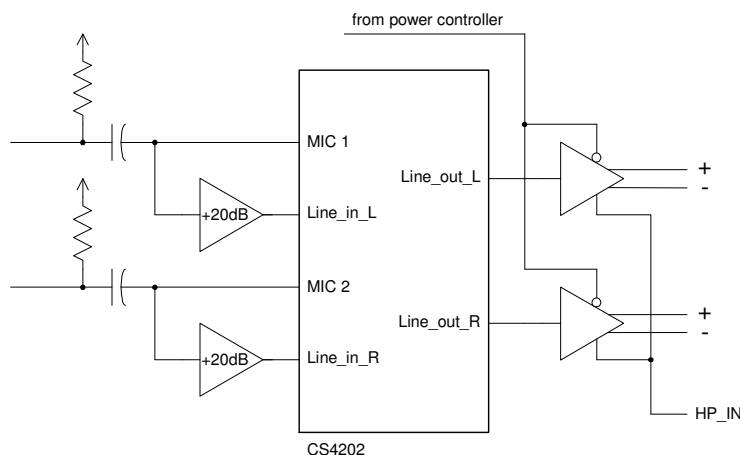 from power controller
MIC 1
Line_out_L
+
-
+20dB
Line_in_L
MIC 2
Line_out_R
+
-
+20dB
Line_in_R
HP_IN
CS4202